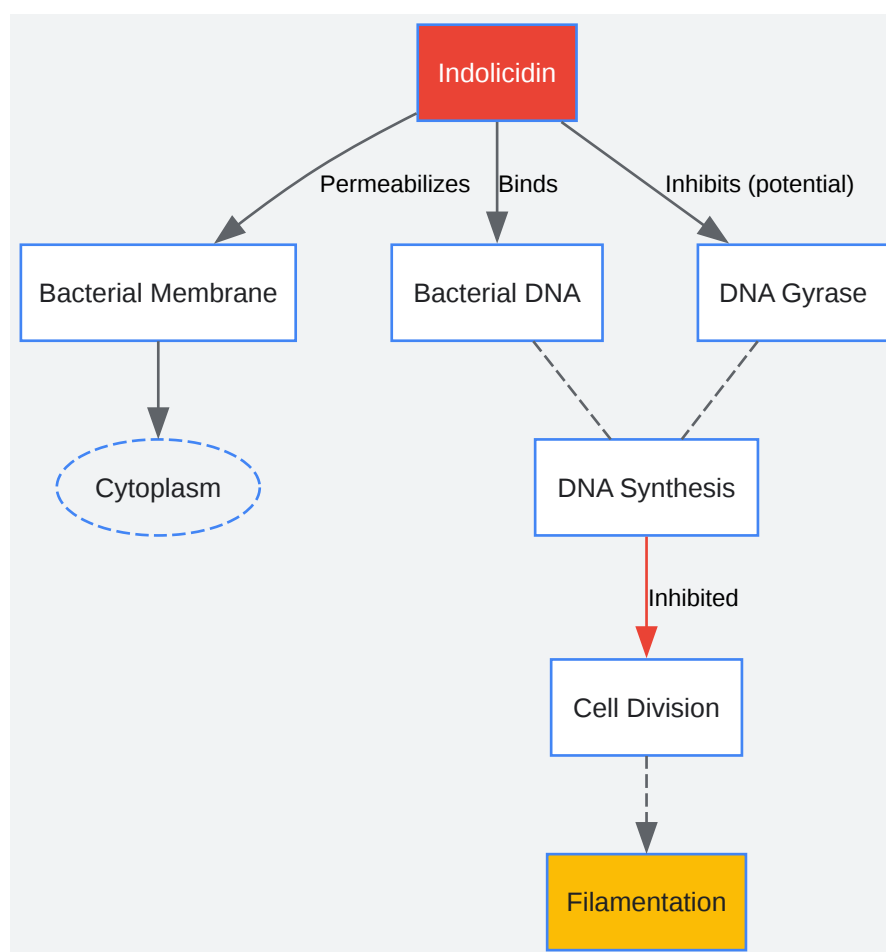 Indolicidin
Permeabilizes
Binds
Inhibits (potential)
Bacterial Membrane
Bacterial DNA
DNA Gyrase
Cytoplasm
DNA Synthesis
Inhibited
Cell Division
Filamentation